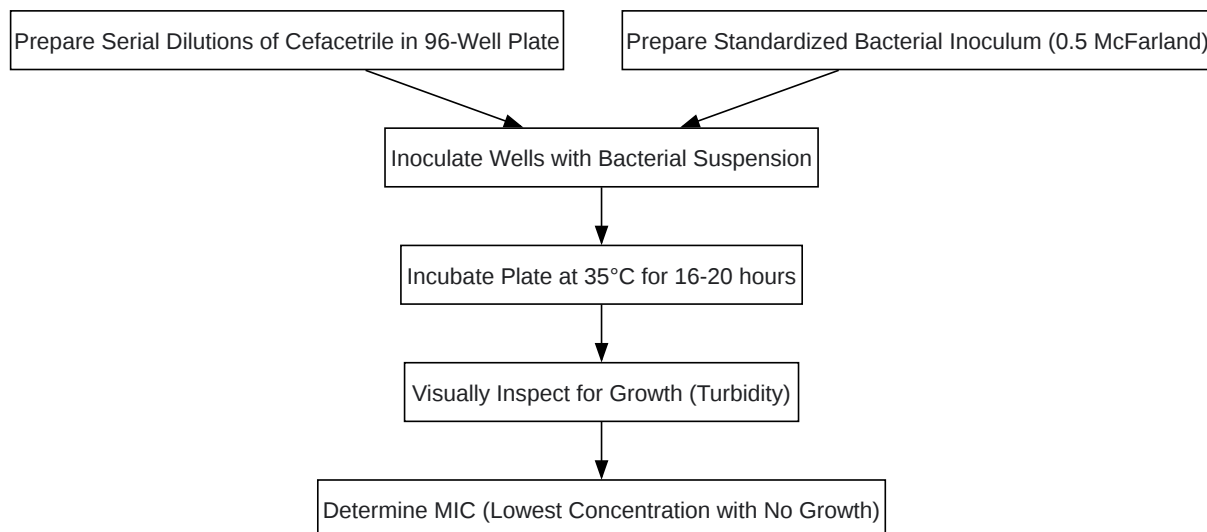 Prepare Serial Dilutions of Cefacetrile in 96-Well Plate
Prepare Standardized Bacterial Inoculum (0.5 McFarland)
Inoculate Wells with Bacterial Suspension
Incubate Plate at 35°C for 16-20 hours
Visually Inspect for Growth (Turbidity)
Determine MIC (Lowest Concentration with No Growth)